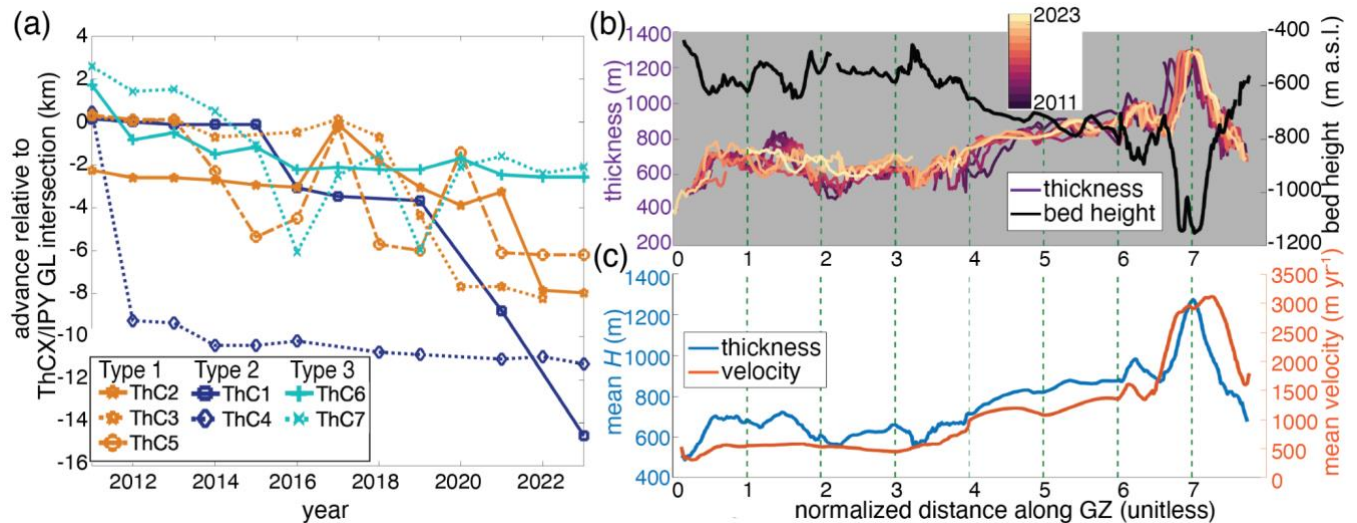 (a)
advance relative to
ThCX/IPY GL intersection (km)
4
2
0
-2
-4
-6
-8
-10
-12
-14
-16
Type 1 Type 2 Type 3
ThC2 ThC1 ThC6
ThC3 ThC4 ThC7
ThC5
2012 2014 2016 2018 2020 2022
year
(b)
thickness (m)
1400
1200
1000
800
600
400
200
2023
2011
-400
-600
-800
-1000
-1200
bed height (m a.s.l.)
thickness
bed height
0 1 2 3 4 5 6 7
(c)
mean H (m)
1400
1200
1000
800
600
400
thickness
velocity
3500
3000
2500
2000
1500
1000
500
0
mean velocity (m yr⁻¹)
0 1 2 3 4 5 6 7
normalized distance along GZ (unitless)